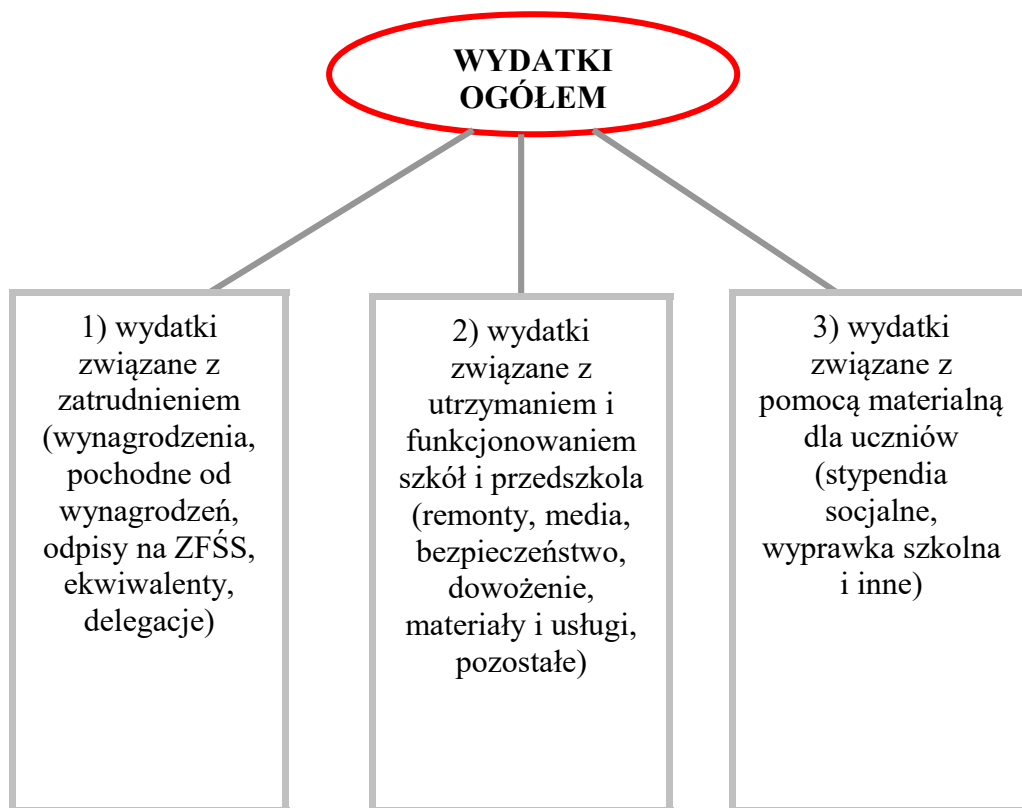 WYDATKI
OGÓŁEM
1) wydatki
związane z
zatrudnieniem
(wynagrodzenia,
pochodne od
wynagrodzeń,
odpisy na ZFŚS,
ekwiwalenty,
delegacje)
2) wydatki
związane z
utrzymaniem i
funkcjonowaniem
szkół i przedszkola
(remonty, media,
bezpieczeństwo,
dowożenie,
materiały i usługi,
pozostałe)
3) wydatki
związane z
pomocą materialną
dla uczniów
(stypendia
socjalne,
wyprawka szkolna
i inne)